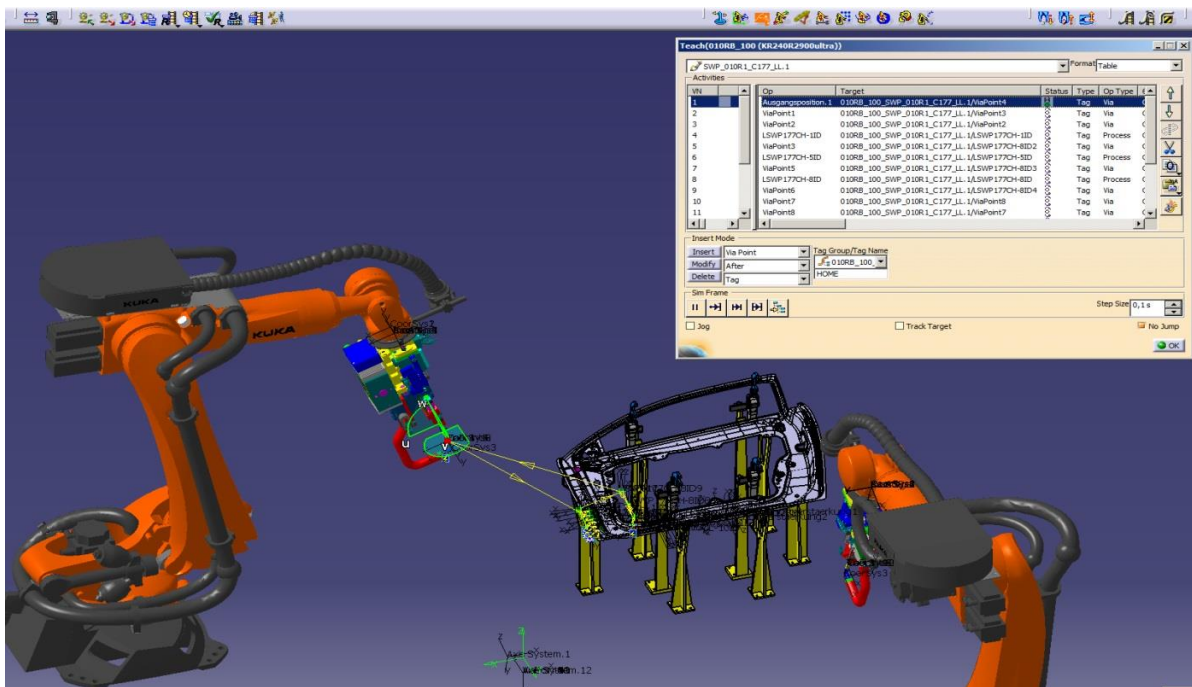 Teach(010RB_100 (KR240R2900ultra))
SWP_010R1_C177_LL.1
Format Table
Activities
VN Op Target Status Type Op Type
1 Ausgangsposition.1 010RB_100_SWP_010R1_C177_LL.1/ViaPoint4 Tag Via
2 ViaPoint1 010RB_100_SWP_010R1_C177_LL.1/ViaPoint3 Tag Via
3 ViaPoint2 010RB_100_SWP_010R1_C177_LL.1/ViaPoint2 Tag Via
4 LSWP177CH-1ID 010RB_100_SWP_010R1_C177_LL.1/LSWP177CH-1ID Tag Process
5 ViaPoint3 010RB_100_SWP_010R1_C177_LL.1/LSWP177CH-8ID2 Tag Via
6 LSWP177CH-5ID 010RB_100_SWP_010R1_C177_LL.1/LSWP177CH-5ID Tag Process
7 ViaPoint5 010RB_100_SWP_010R1_C177_LL.1/LSWP177CH-8ID3 Tag Via
8 LSWP177CH-8ID 010RB_100_SWP_010R1_C177_LL.1/LSWP177CH-8ID Tag Process
9 ViaPoint6 010RB_100_SWP_010R1_C177_LL.1/LSWP177CH-8ID4 Tag Via
10 ViaPoint7 010RB_100_SWP_010R1_C177_LL.1/ViaPoint8 Tag Via
11 ViaPoint8 010RB_100_SWP_010R1_C177_LL.1/ViaPoint7 Tag Via
Insert Mode
Insert Via Point Tag Group/Tag Name
Modify After 010RB_100_
Delete Tag HOME
Sim Frame
Step Size 0,1 s
Jog Track Target No Jump
OK
KUKA
KUKA
CoorSys2
w
u
v
Z
Axe-System.1
Y